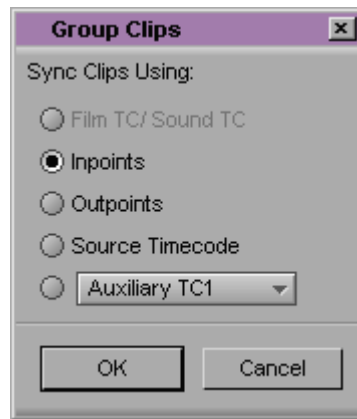 Group Clips
Sync Clips Using:
Film TC/ Sound TC
Inpoints
Outpoints
Source Timecode
Auxiliary TC1
OK Cancel